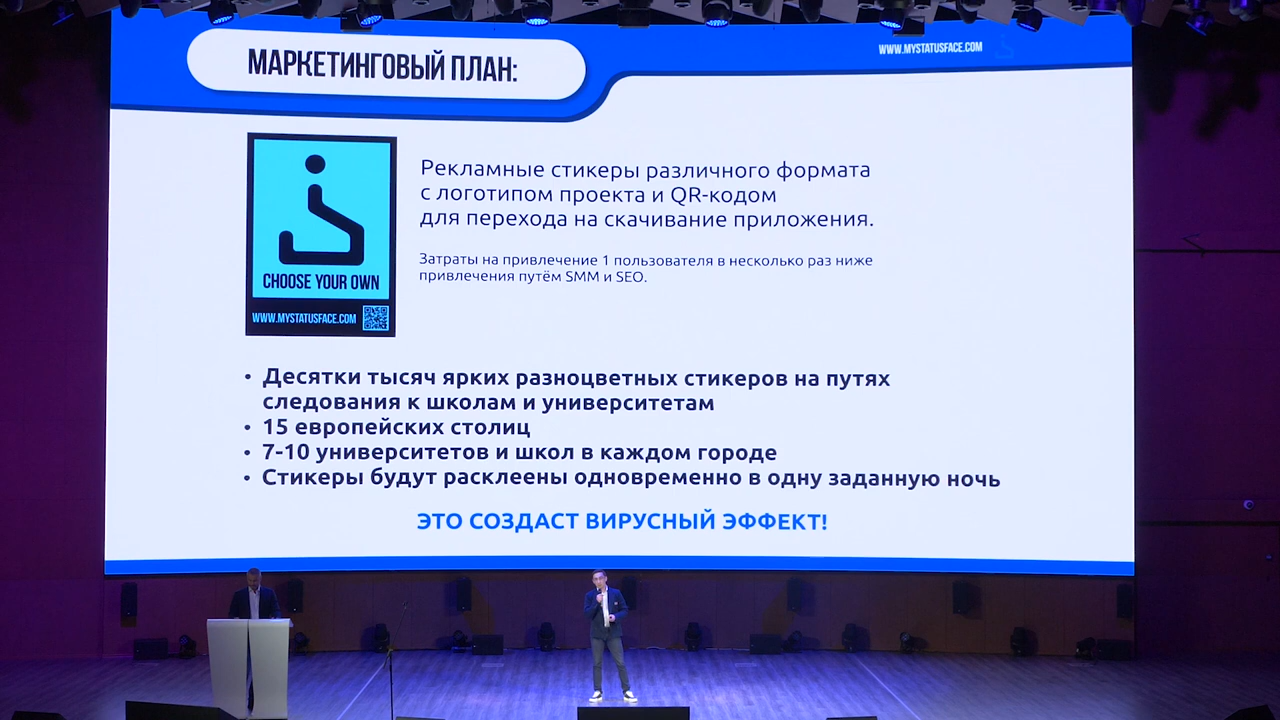 МАРКЕТИНГОВЫЙ ПЛАН:
WWW.MYSTATUSFACE.COM
CHOOSE YOUR OWN
WWW.MYSTATUSFACE.COM
Рекламные стикеры различного формата
с логотипом проекта и QR-кодом
для перехода на скачивание приложения.
Затраты на привлечение 1 пользователя в несколько раз ниже
привлечения путём SMM и SEO.
• Десятки тысяч ярких разноцветных стикеров на путях
следования к школам и университетам
• 15 европейских столиц
• 7-10 университетов и школ в каждом городе
• Стикеры будут расклеены одновременно в одну заданную ночь
ЭТО СОЗДАСТ ВИРУСНЫЙ ЭФФЕКТ!